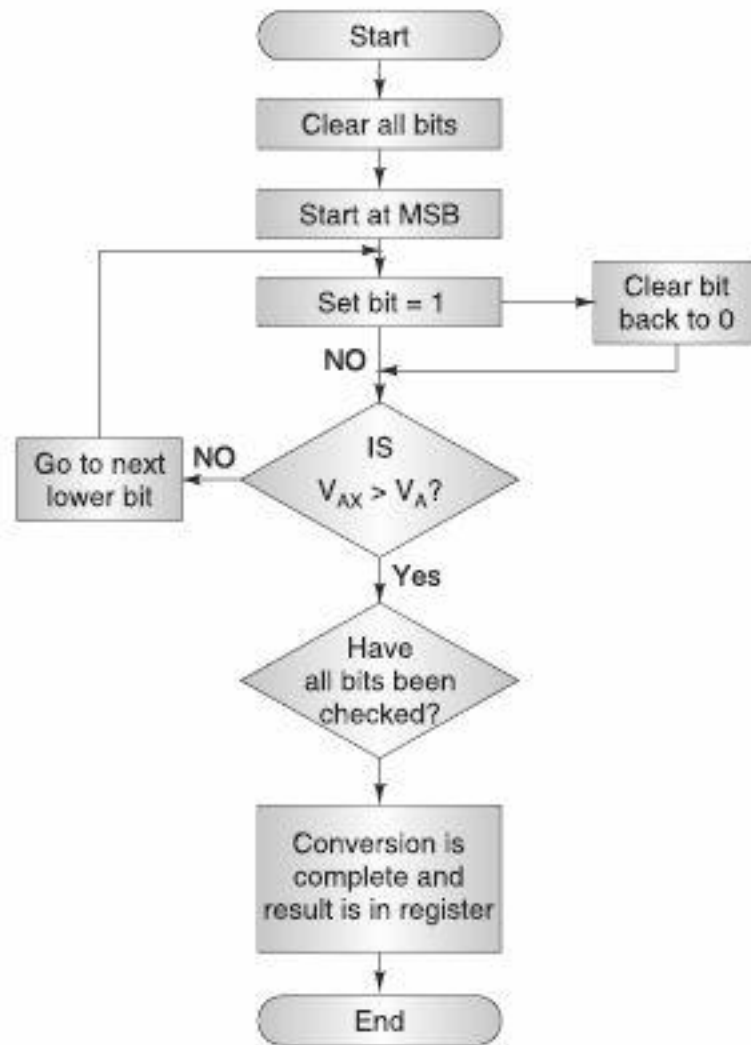 Start
Clear all bits
Start at MSB
Set bit = 1
Clear bit
back to 0
NO
IS
V_AX > V_A?
NO
Go to next
lower bit
Yes
Have
all bits been
checked?
Conversion is
complete and
result is in register
End